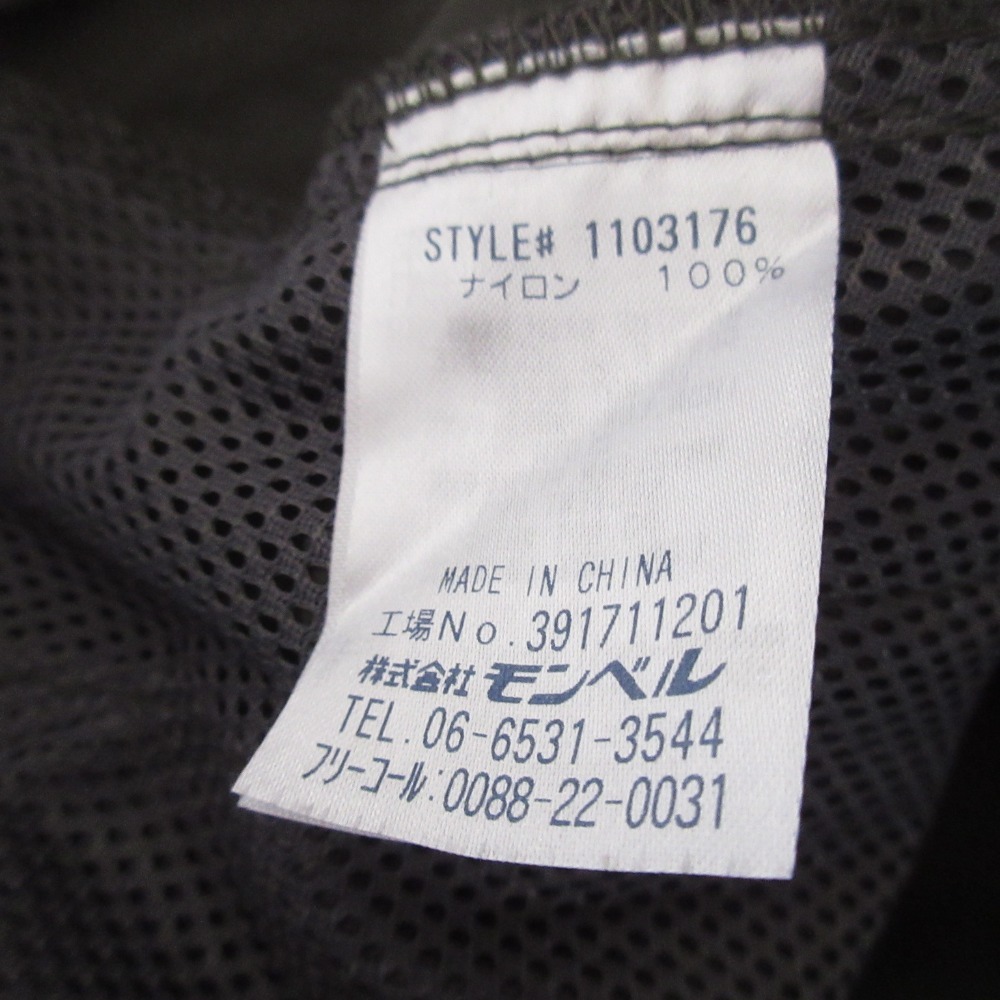 STYLE# 1103176
ナイロン 100%
MADE IN CHINA
工場No.391711201
株式会社 モンベル
TEL.06-6531-3544
フリーコール:0088-22-0031